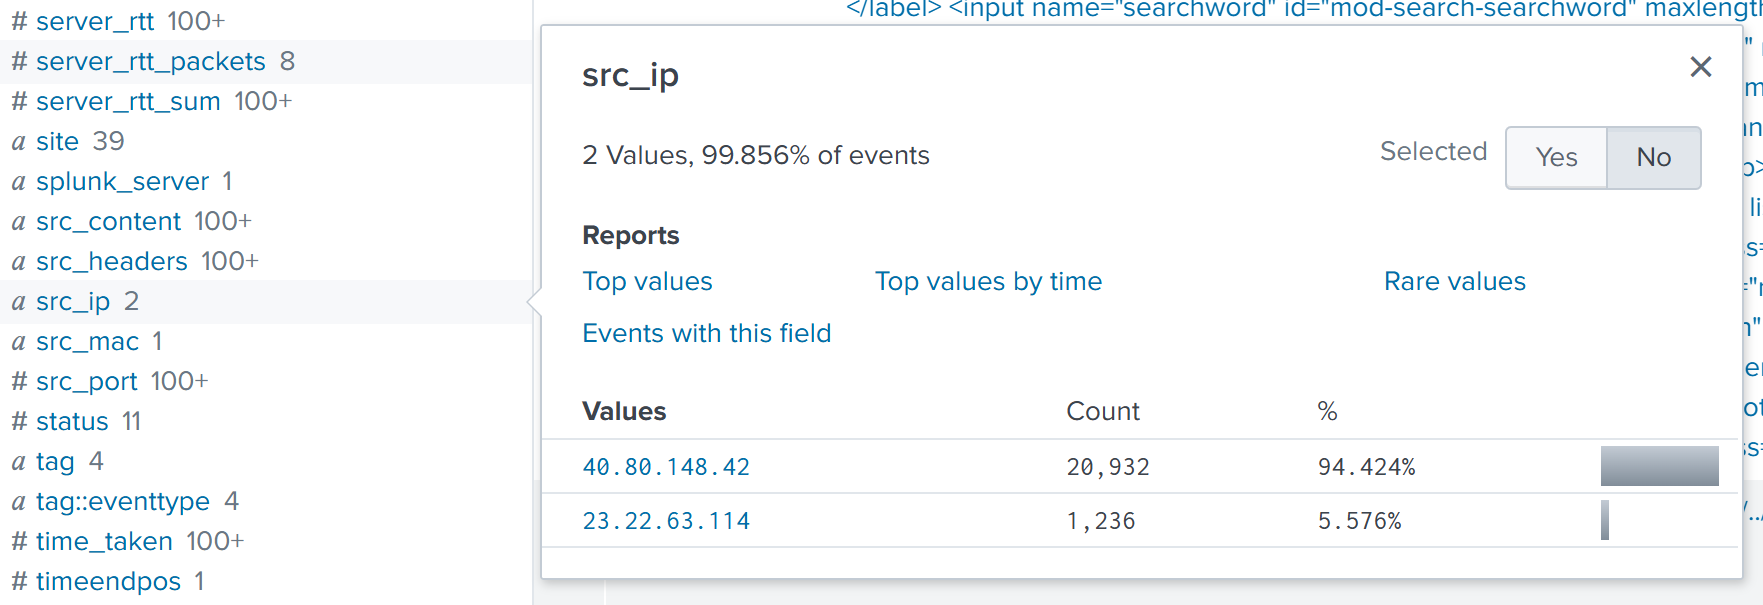 # server_rtt 100+
# server_rtt_packets 8
# server_rtt_sum 100+
a site 39
a splunk_server 1
a src_content 100+
a src_headers 100+
a src_ip 2
a src_mac 1
# src_port 100+
# status 11
a tag 4
a tag::eventtype 4
# time_taken 100+
# timeendpos 1
</label> <input name="searchword" id="mod-search-searchword" maxlength
src_ip
2 Values, 99.856% of events
Selected Yes No
Reports
Top values Top values by time Rare values
Events with this field
Values Count %
40.80.148.42 20,932 94.424%
23.22.63.114 1,236 5.576%